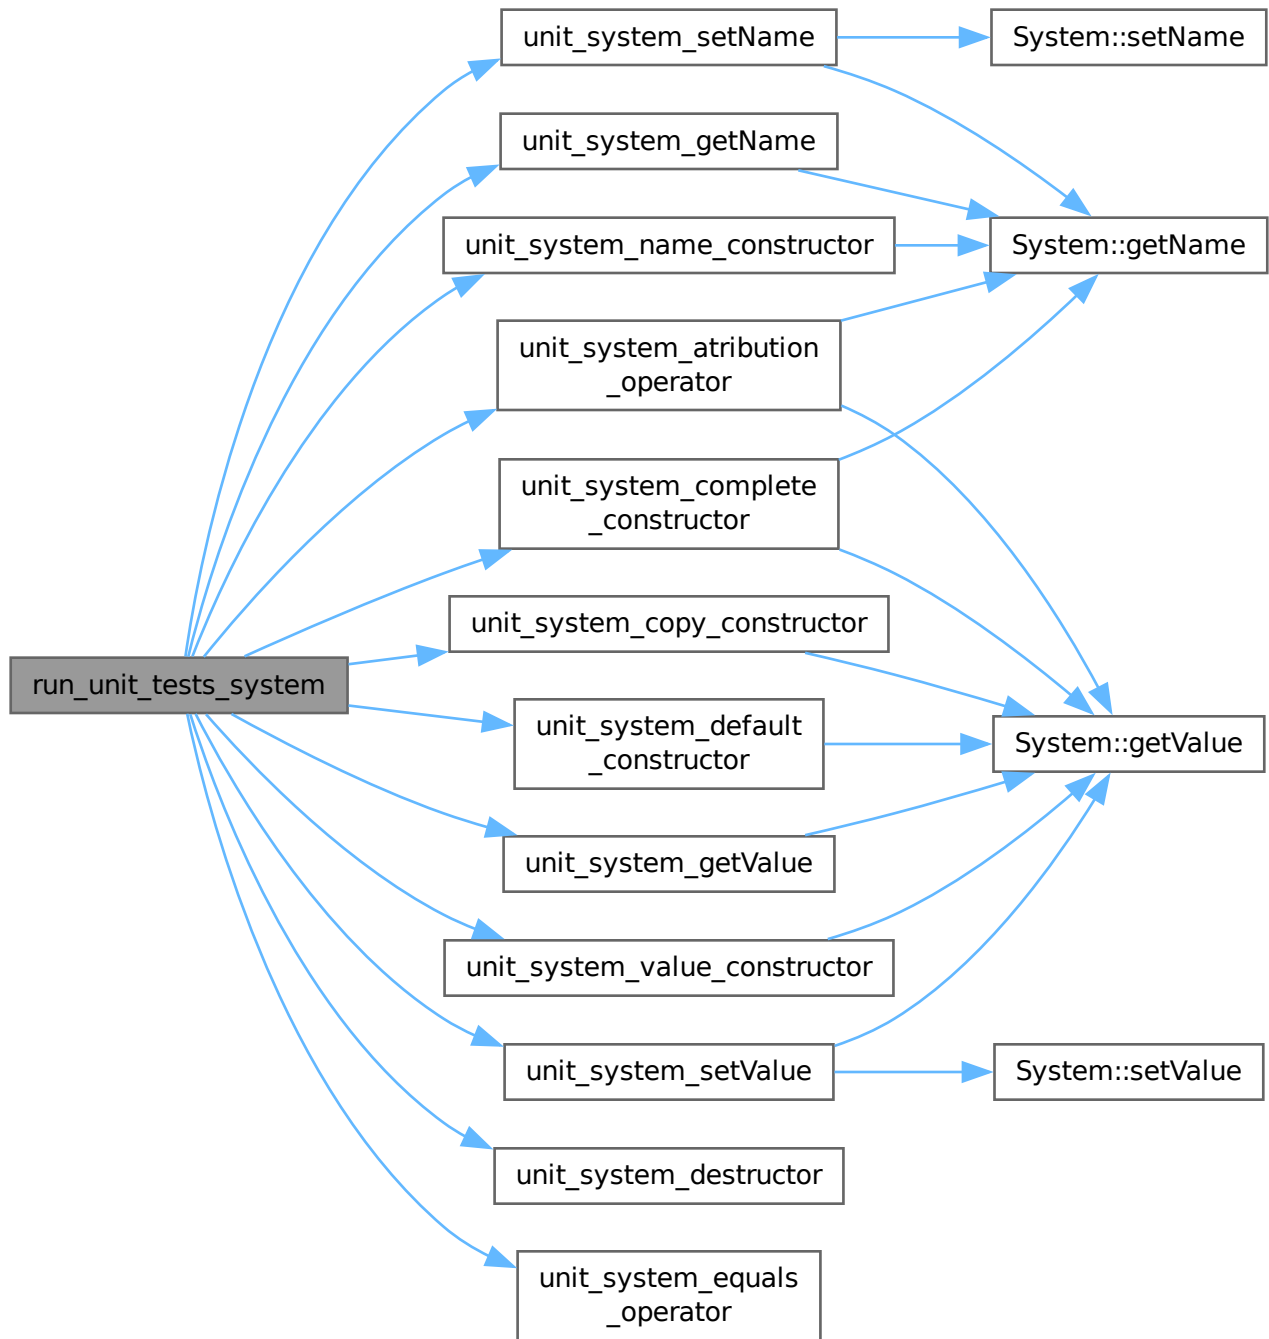 unit_system_setName
System::setName
unit_system_getName
unit_system_name_constructor
System::getName
unit_system_atribution
_operator
unit_system_complete
_constructor
unit_system_copy_constructor
run_unit_tests_system
unit_system_default
_constructor
System::getValue
unit_system_getValue
unit_system_value_constructor
unit_system_setValue
System::setValue
unit_system_destructor
unit_system_equals
_operator